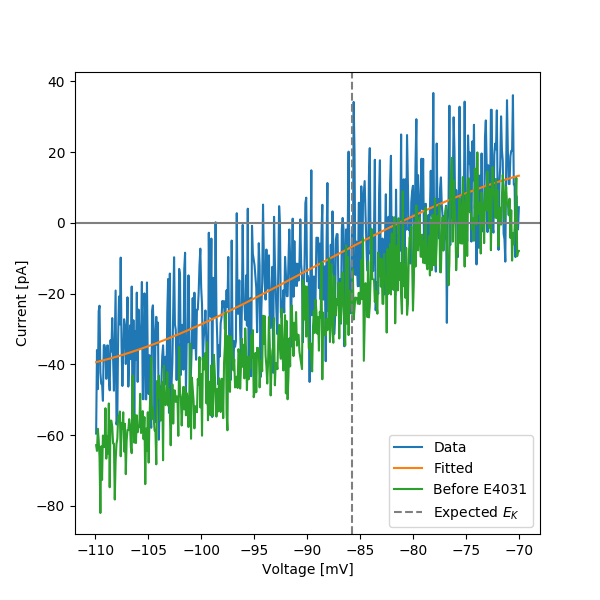 40
20
0
−20
−40
−60
−80
Current [pA]
Data
Fitted
Before E4031
Expected E_K
−110 −105 −100 −95 −90 −85 −80 −75 −70
Voltage [mV]